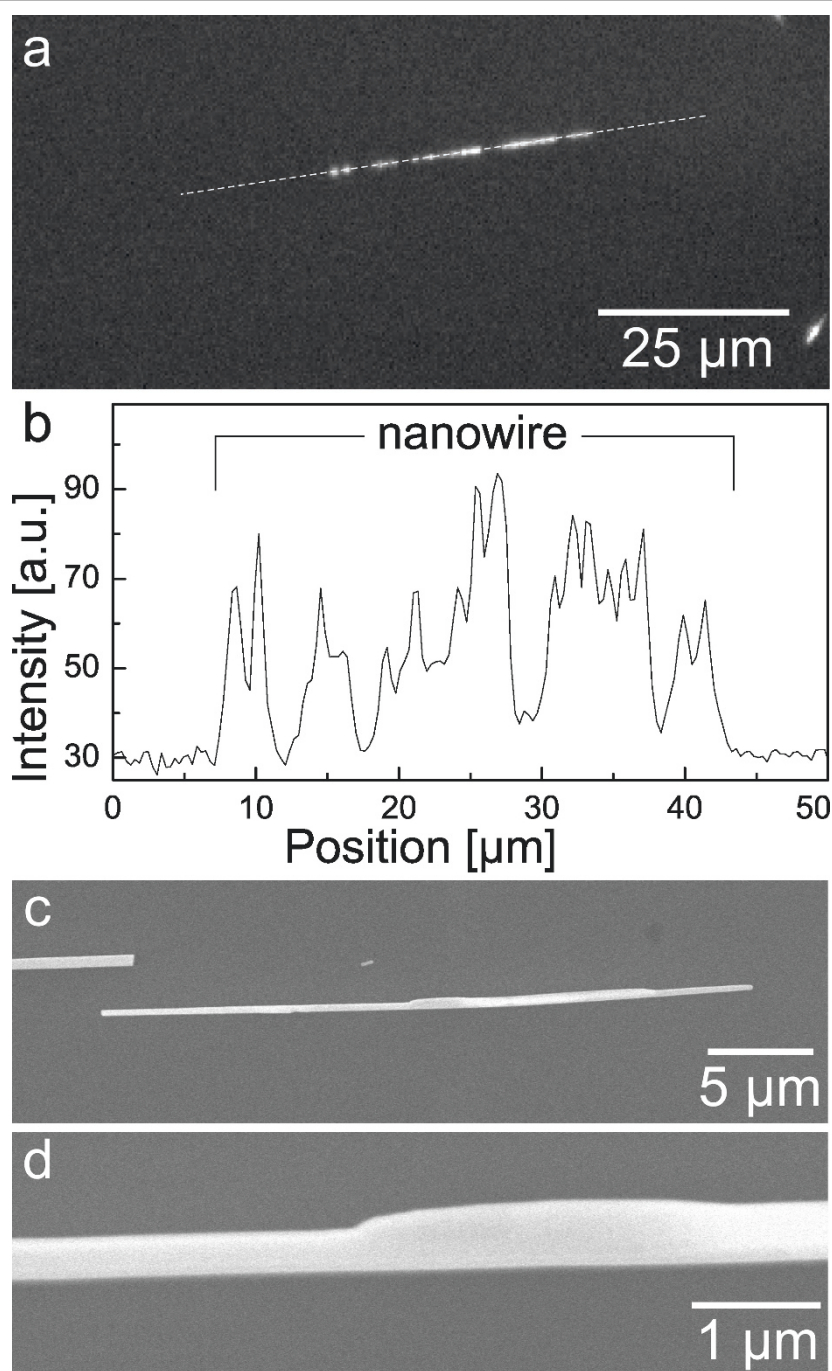 a
25 μm
b
nanowire
90
70
50
30
Intensity [a.u.]
0 10 20 30 40 50
Position [μm]
c
5 μm
d
1 μm